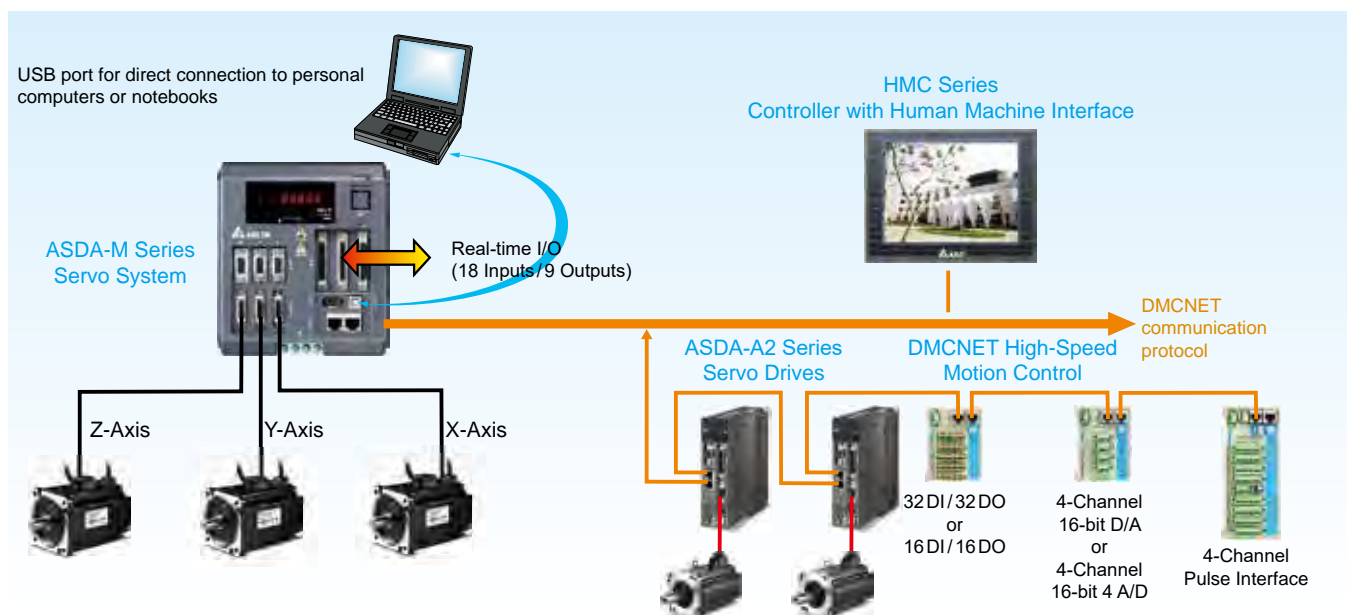 USB port for direct connection to personal
computers or notebooks
HMC Series
Controller with Human Machine Interface
ASDA-M Series
Servo System
Real-time I/O
(18 Inputs/9 Outputs)
DMCNET
communication
protocol
ASDA-A2 Series
Servo Drives
DMCNET High-Speed
Motion Control
Z-Axis
Y-Axis
X-Axis
32 DI/32 DO
or
16 DI/16 DO
4-Channel
16-bit D/A
or
4-Channel
16-bit 4 A/D
4-Channel
Pulse Interface